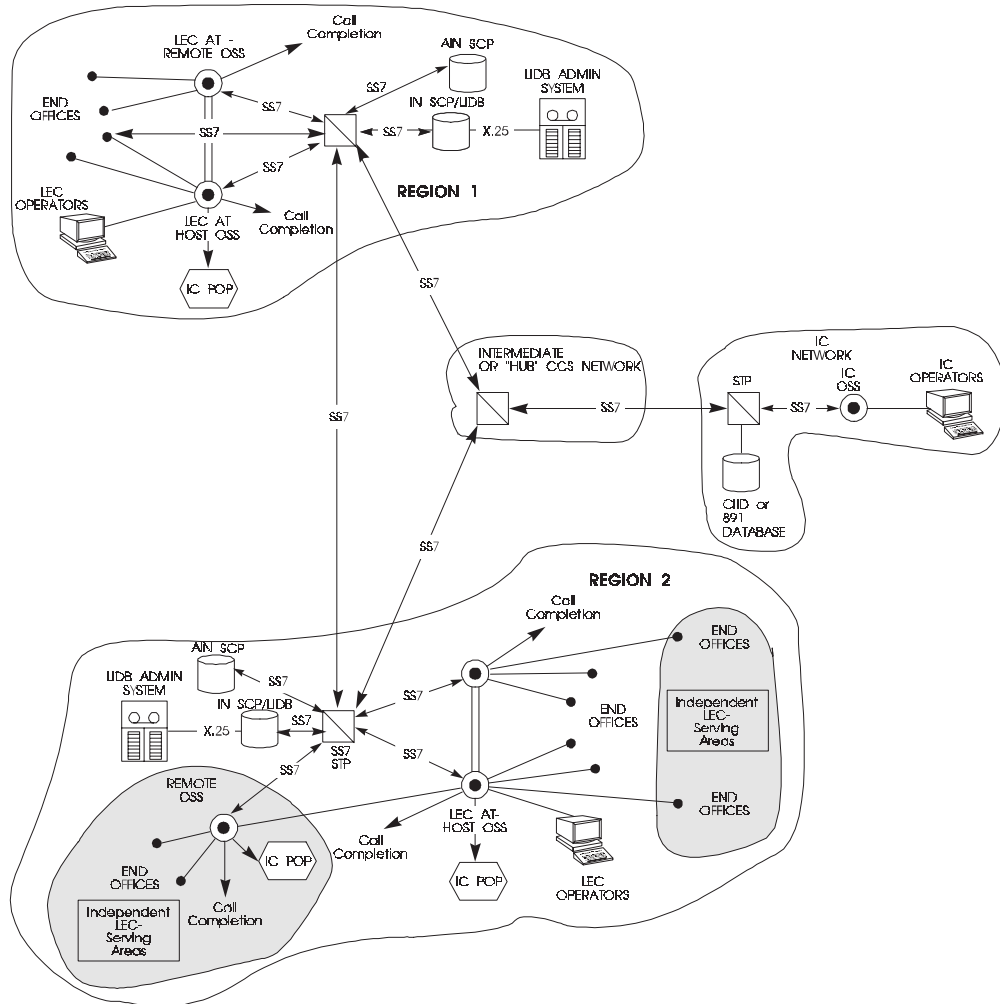 Call
Completion
LEC AT -
REMOTE OSS
AIN SCP
LIDB ADMIN
SYSTEM
SS7
END
OFFICES
SS7
IN SCP/LIDB
SS7
SS7
X.25
SS7
REGION 1
LEC
OPERATORS
LEC AT
HOST OSS
Call
Completion
IC POP
SS7
INTERMEDIATE
OR "HUB" CCS NETWORK
IC
NETWORK
STP
IC
OSS
IC
OPERATORS
SS7
SS7
SS7
CIID or
891
DATABASE
SS7
REGION 2
Call
Completion
END
OFFICES
AIN SCP
LIDB ADMIN
SYSTEM
SS7
IN SCP/LIDB
SS7
SS7
X.25
END
OFFICES
Independent
LEC-
Serving
Areas
SS7
STP
SS7
SS7
REMOTE
OSS
END
OFFICES
LEC AT-
HOST OSS
Call
Completion
IC POP
END
OFFICES
IC POP
LEC
OPERATORS
Independent
LEC-
Serving
Areas
Call
Completion